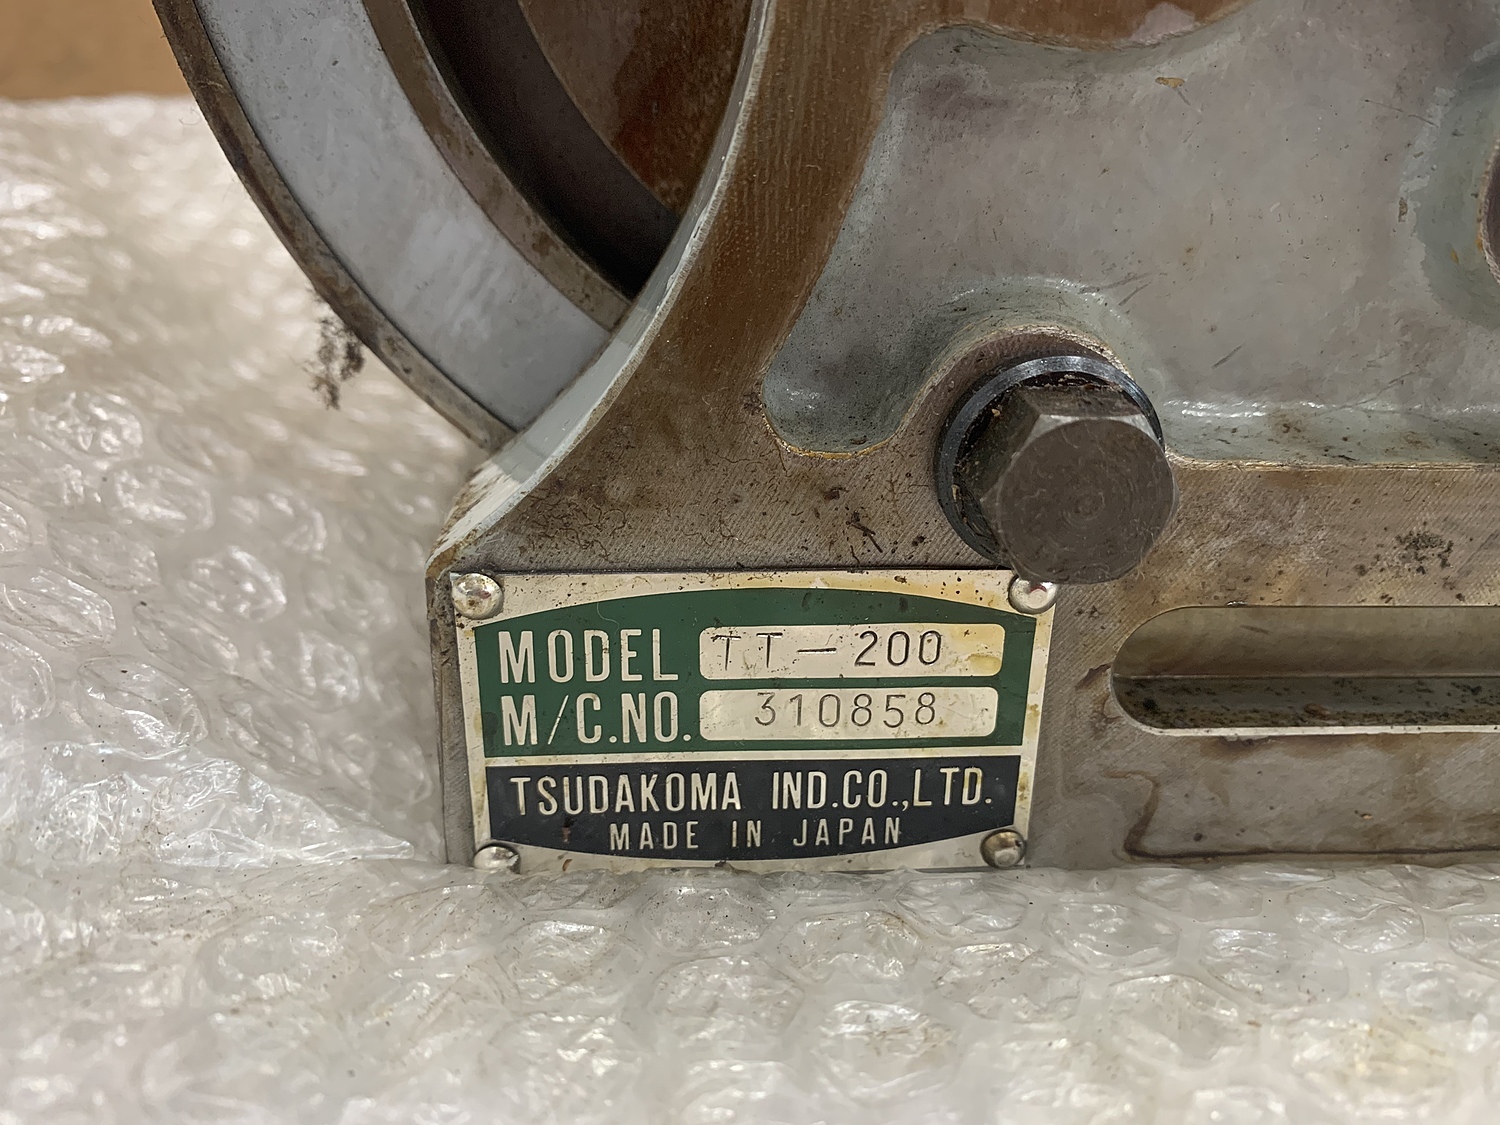 MODEL TT-200
M/C.NO. 310858
TSUDAKOMA IND.CO.,LTD.
MADE IN JAPAN